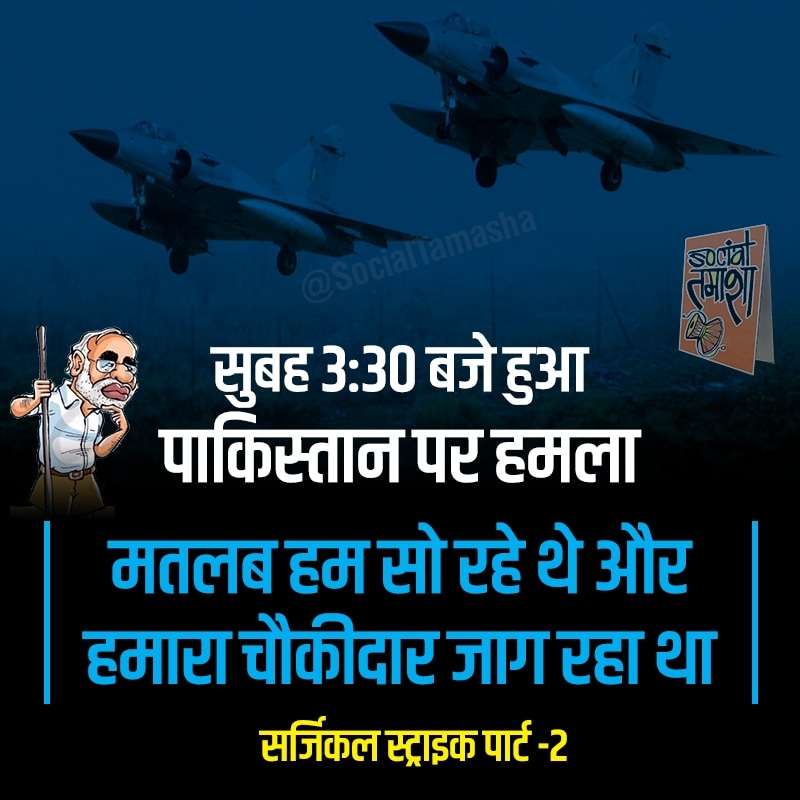 @SocialTamasha
social
तमाशा
सुबह 3:30 बजे हुआ
पाकिस्तान पर हमला
मतलब हम सो रहे थे और
हमारा चौकीदार जाग रहा था
सर्जिकल स्ट्राइक पार्ट -2